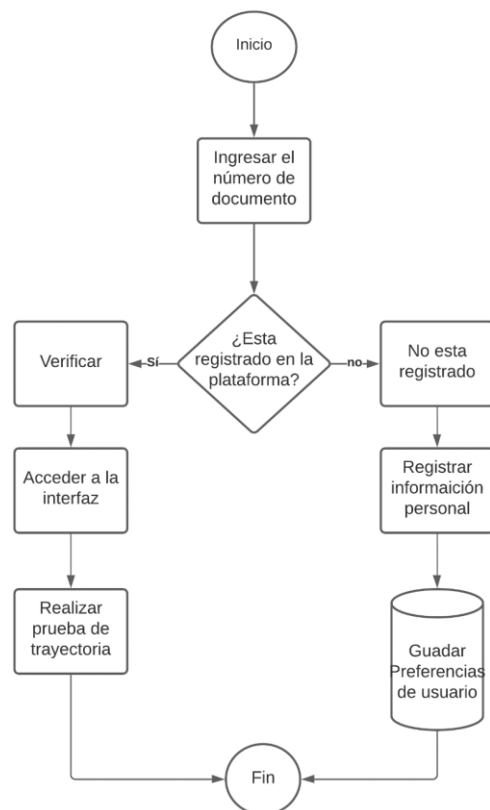 Inicio
Ingresar el
número de
documento
¿Esta
registrado en la
plataforma?
Sí
no
Verificar
No esta
registrado
Acceder a la
interfaz
Registrar
informaición
personal
Realizar
prueba de
trayectoria
Guadar
Preferencias
de usuario
Fin